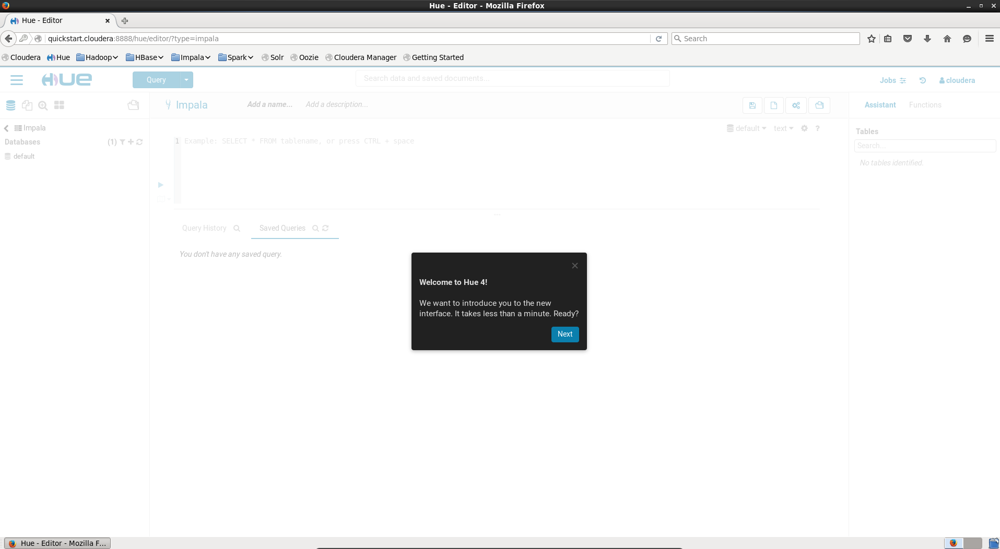 Hue - Editor - Mozilla Firefox
Hue - Editor
quickstart.cloudera:8888/hue/editor/?type=impala
Search
Cloudera Hue Hadoop HBase Impala Spark Solr Oozie Cloudera Manager Getting Started
HUE
Query
Search data and saved documents...
Jobs
cloudera
Impala
Add a name...
Add a description...
Assistant
Functions
Impala
Databases
(1)
default
default
text
?
1
Example: SELECT * FROM tablename, or press CTRL + space
Tables
Search...
No tables identified.
Query History
Saved Queries
You don't have any saved query.
Welcome to Hue 4!
We want to introduce you to the new
interface. It takes less than a minute. Ready?
Next
Hue - Editor - Mozilla F...